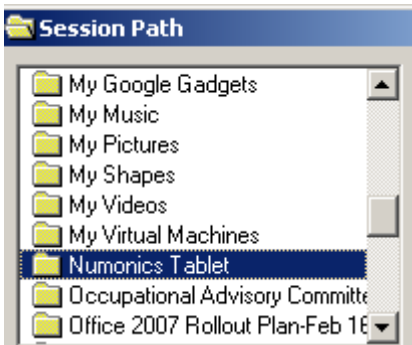 Session Path
My Google Gadgets
My Music
My Pictures
My Shapes
My Videos
My Virtual Machines
Numonics Tablet
Occupational Advisory Committe
Office 2007 Rollout Plan-Feb 16